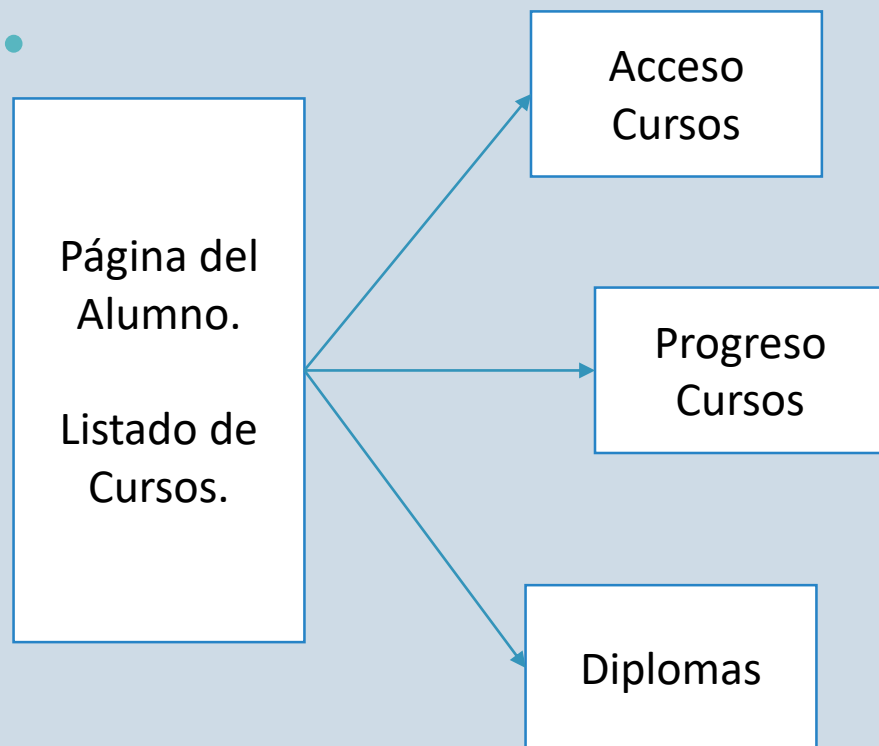 Página del
Alumno.
Listado de
Cursos.
Acceso
Cursos
Progreso
Cursos
Diplomas